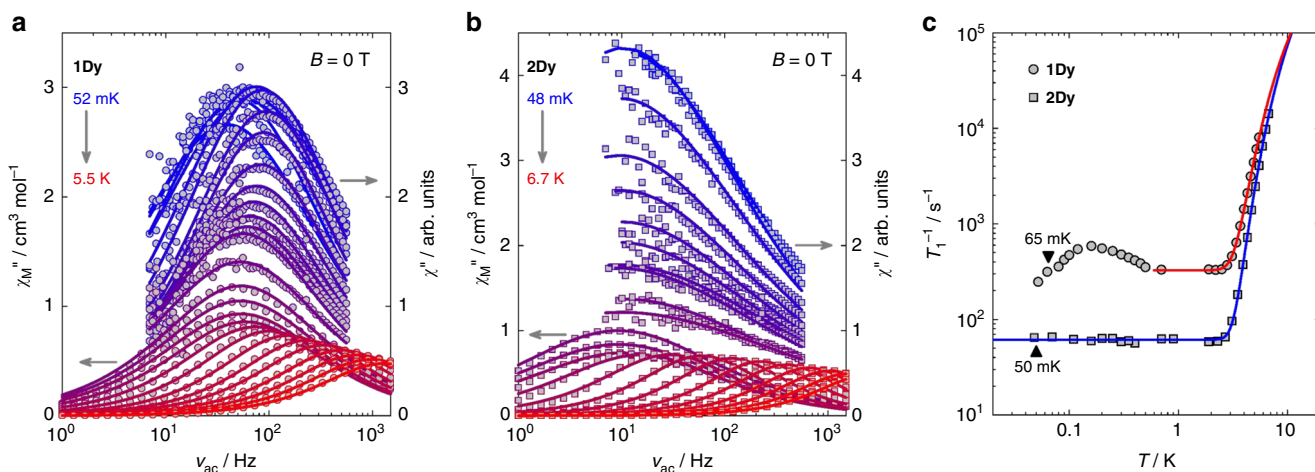 a
1Dy
B = 0 T
52 mK
5.5 K
3
2
1
0
3
2
1
0
10⁰
10¹
10²
10³
χM″ / cm³ mol⁻¹
χ″ / arb. units
νac / Hz
b
2Dy
B = 0 T
48 mK
6.7 K
4
3
2
1
0
4
3
2
1
0
10⁰
10¹
10²
10³
χM″ / cm³ mol⁻¹
χ″ / arb. units
νac / Hz
c
1Dy
2Dy
65 mK
50 mK
10⁵
10⁴
10³
10²
10¹
0.1
1
10
T₁⁻¹ / s⁻¹
T / K